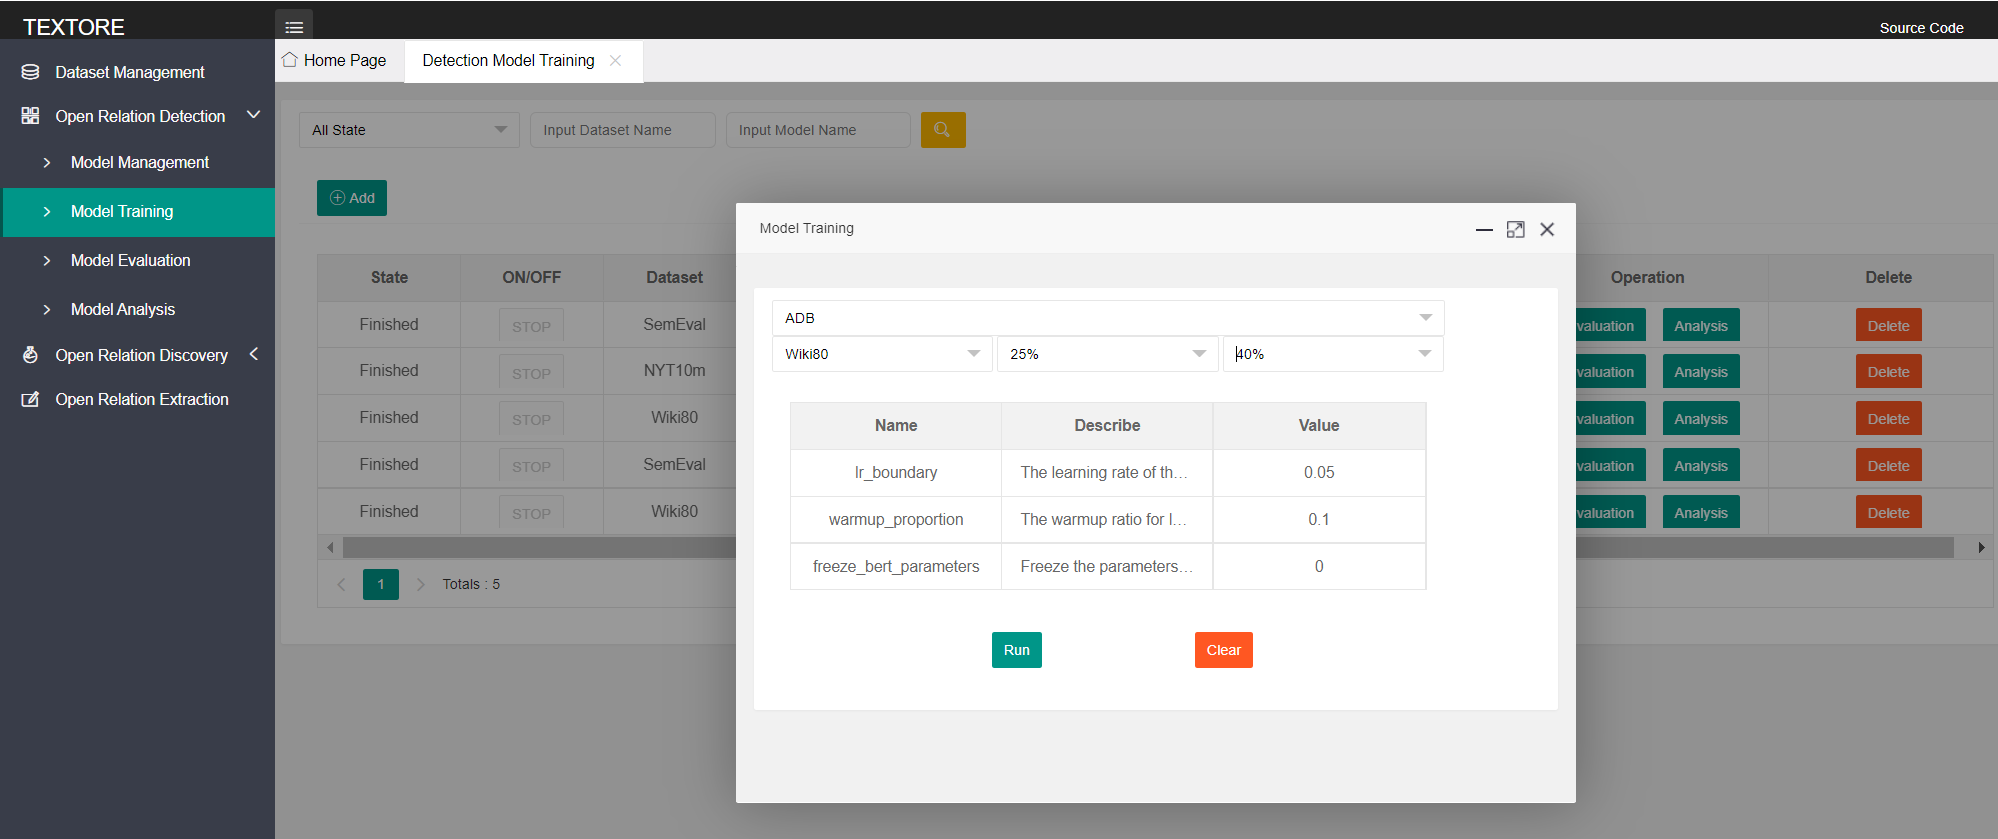 TEXTORE
Source Code
Dataset Management
Open Relation Detection
Model Management
Model Training
Model Evaluation
Model Analysis
Open Relation Discovery
Open Relation Extraction
Home Page
Detection Model Training
All State
Input Dataset Name
Input Model Name
Add
State ON/OFF Dataset Operation Delete
Finished STOP SemEval valuation Analysis Delete
Finished STOP NYT10m valuation Analysis Delete
Finished STOP Wiki80 valuation Analysis Delete
Finished STOP SemEval valuation Analysis Delete
Finished STOP Wiki80 valuation Analysis Delete
1 Totals : 5
Model Training
ADB
Wiki80 25% 40%
Name Describe Value
lr_boundary The learning rate of th... 0.05
warmup_proportion The warmup ratio for l... 0.1
freeze_bert_parameters Freeze the parameters... 0
Run Clear